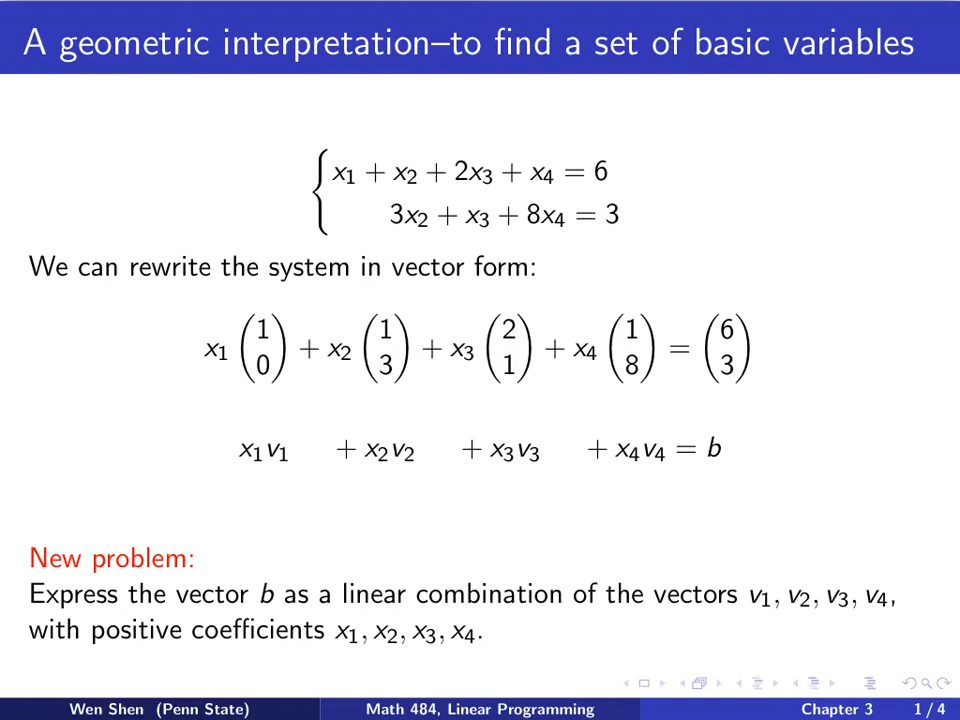 A geometric interpretation–to find a set of basic variables
x₁ + x₂ + 2x₃ + x₄ = 6
3x₂ + x₃ + 8x₄ = 3
We can rewrite the system in vector form:
x₁ (1 0) + x₂ (1 3) + x₃ (2 1) + x₄ (1 8) = (6 3)
x₁v₁ + x₂v₂ + x₃v₃ + x₄v₄ = b
New problem:
Express the vector b as a linear combination of the vectors v₁, v₂, v₃, v₄,
with positive coefficients x₁, x₂, x₃, x₄.
Wen Shen (Penn State) Math 484, Linear Programming Chapter 3 1 / 4